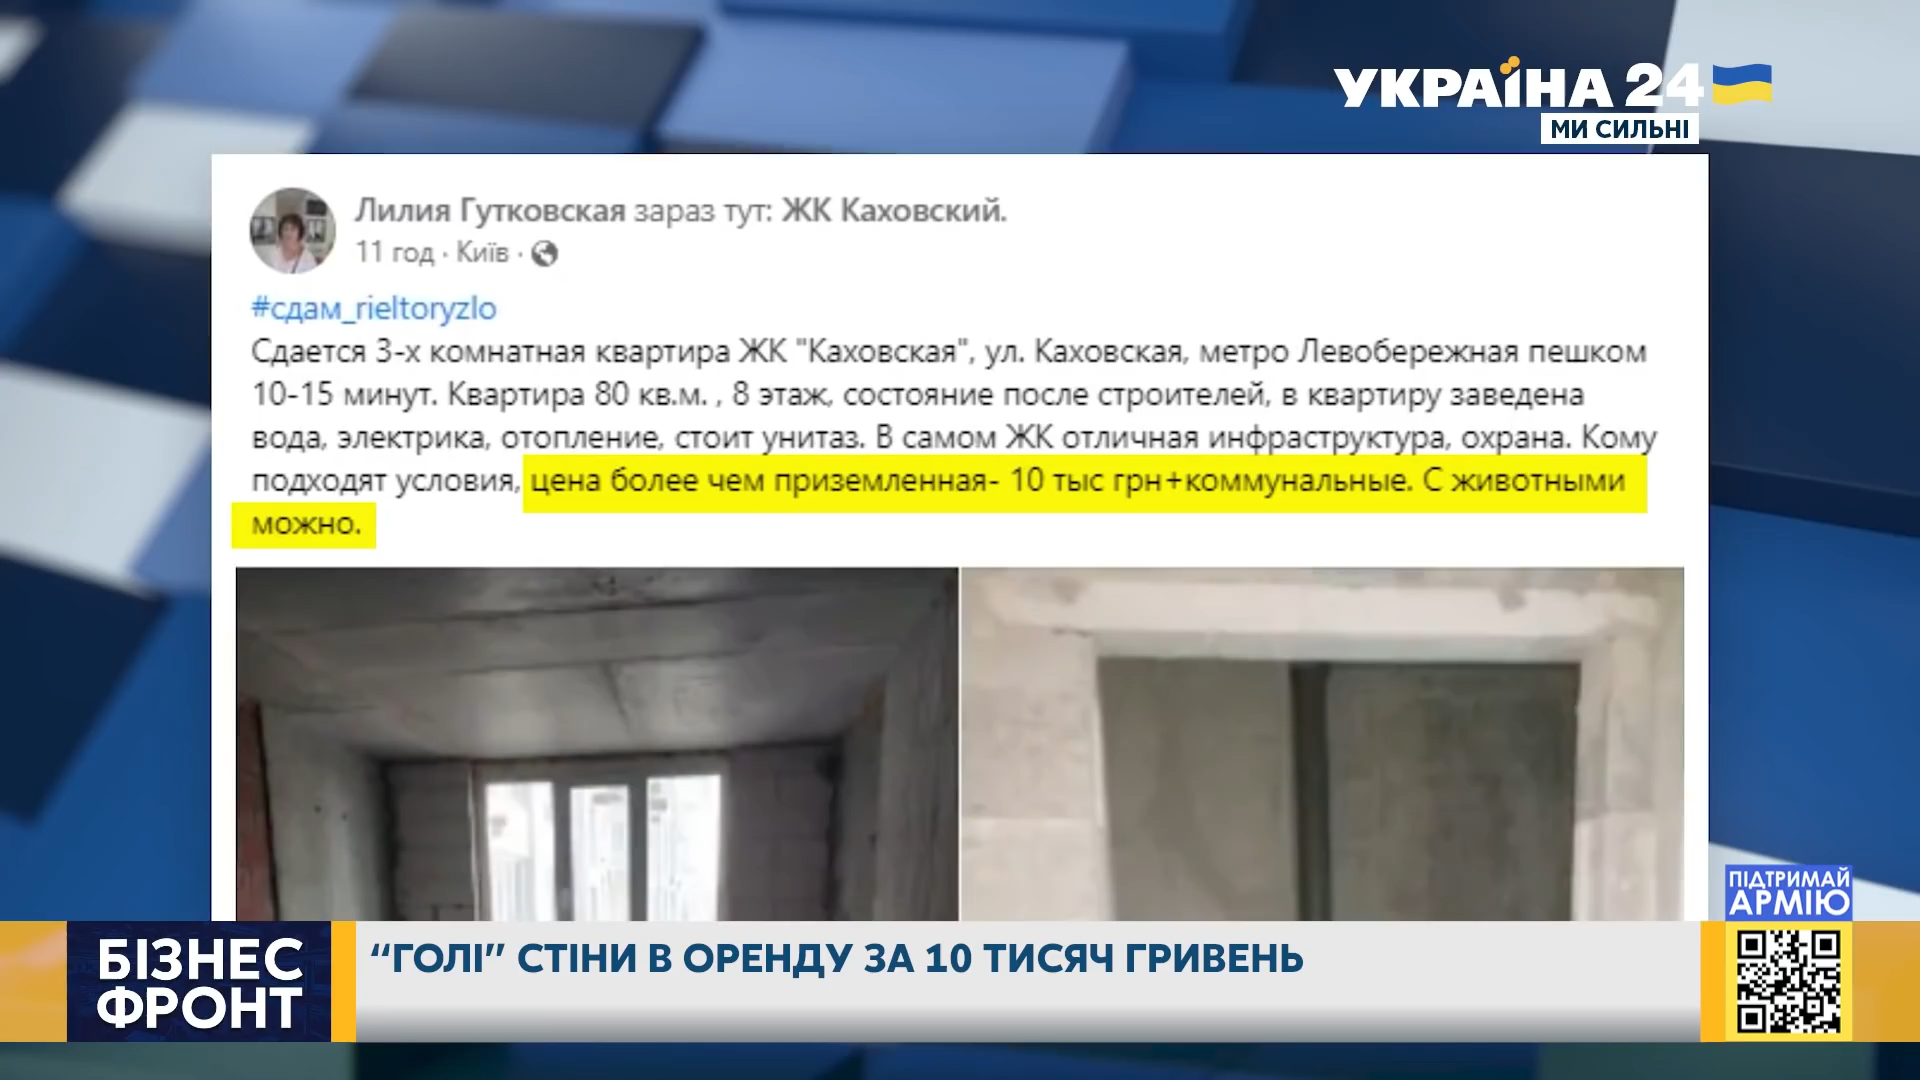 УКРАЇНА 24
МИ СИЛЬНІ
Лилия Гутковская зараз тут: ЖК Каховский.
11 год · Київ ·
#сдам_rieltoryzlo
Сдается 3-х комнатная квартира ЖК "Каховская", ул. Каховская, метро Левобережная пешком
10-15 минут. Квартира 80 кв.м. , 8 этаж, состояние после строителей, в квартиру заведена
вода, электрика, отопление, стоит унитаз. В самом ЖК отличная инфраструктура, охрана. Кому
подходят условия, цена более чем приземленная- 10 тыс грн+коммунальные. С животными
можно.
ПІДТРИМАЙ
АРМІЮ
БІЗНЕС
ФРОНТ
“ГОЛІ” СТІНИ В ОРЕНДУ ЗА 10 ТИСЯЧ ГРИВЕНЬ